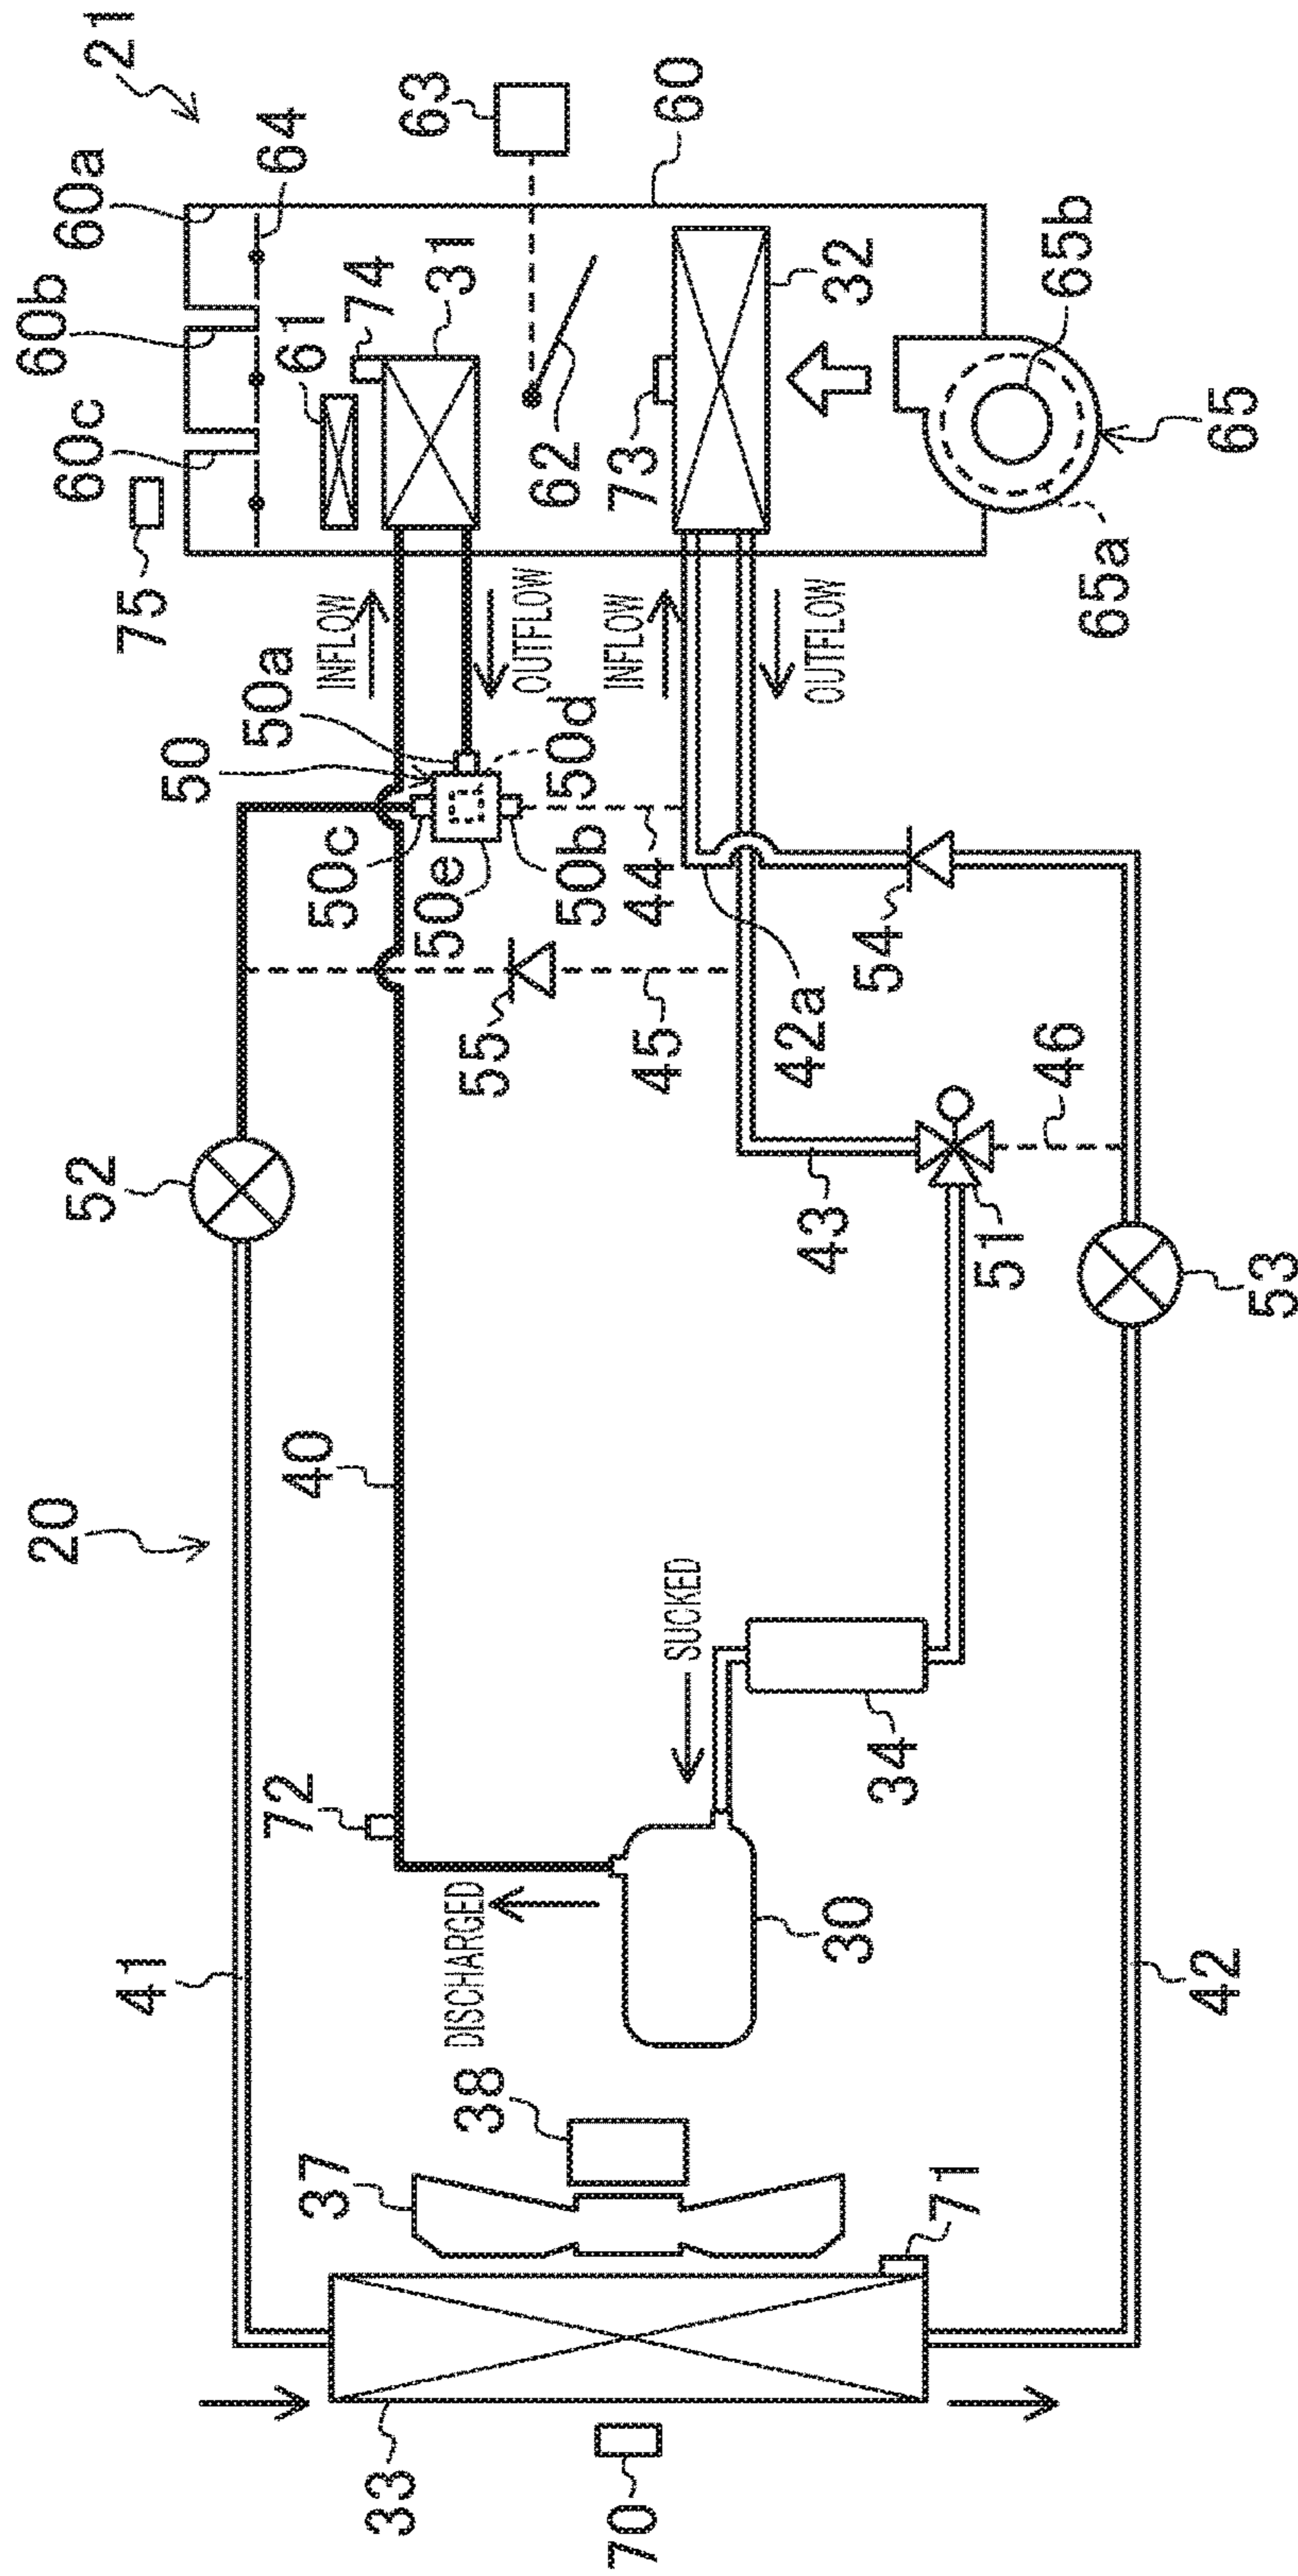 21
60a
64
63
60
60b
61
74
31
32
65b
60c
62
73
65
75
65a
INFLOW
OUTFLOW
INFLOW
OUTFLOW
50
50a
50d
50c
50e
50b
44
54
55
45
42a
46
52
43
51
53
20
40
SUCKED
72
34
41
DISCHARGED
30
42
38
37
71
33
70